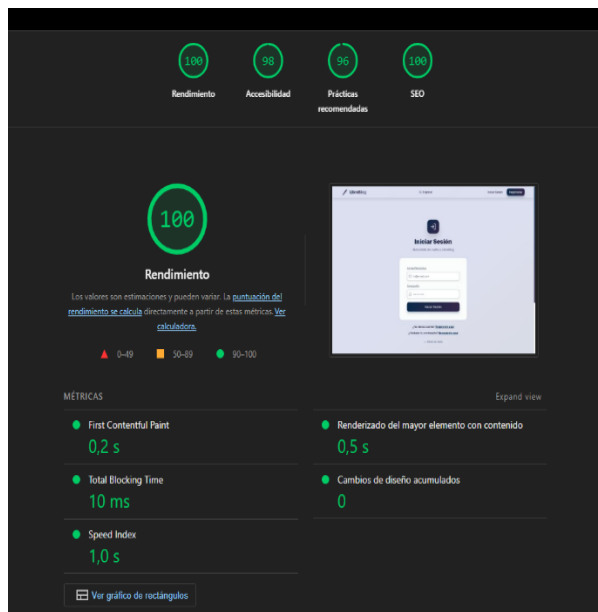 100
98
96
100
Rendimiento
Accesibilidad
Prácticas
recomendadas
SEO
100
Rendimiento
Los valores son estimaciones y pueden variar. La puntuación del
rendimiento se calcula directamente a partir de estas métricas. Ver
calculadora.
0–49
50–89
90–100
Iniciar Sesión
MÉTRICAS
Expand view
First Contentful Paint
0,2 s
Renderizado del mayor elemento con contenido
0,5 s
Total Blocking Time
10 ms
Cambios de diseño acumulados
0
Speed Index
1,0 s
Ver gráfico de rectángulos